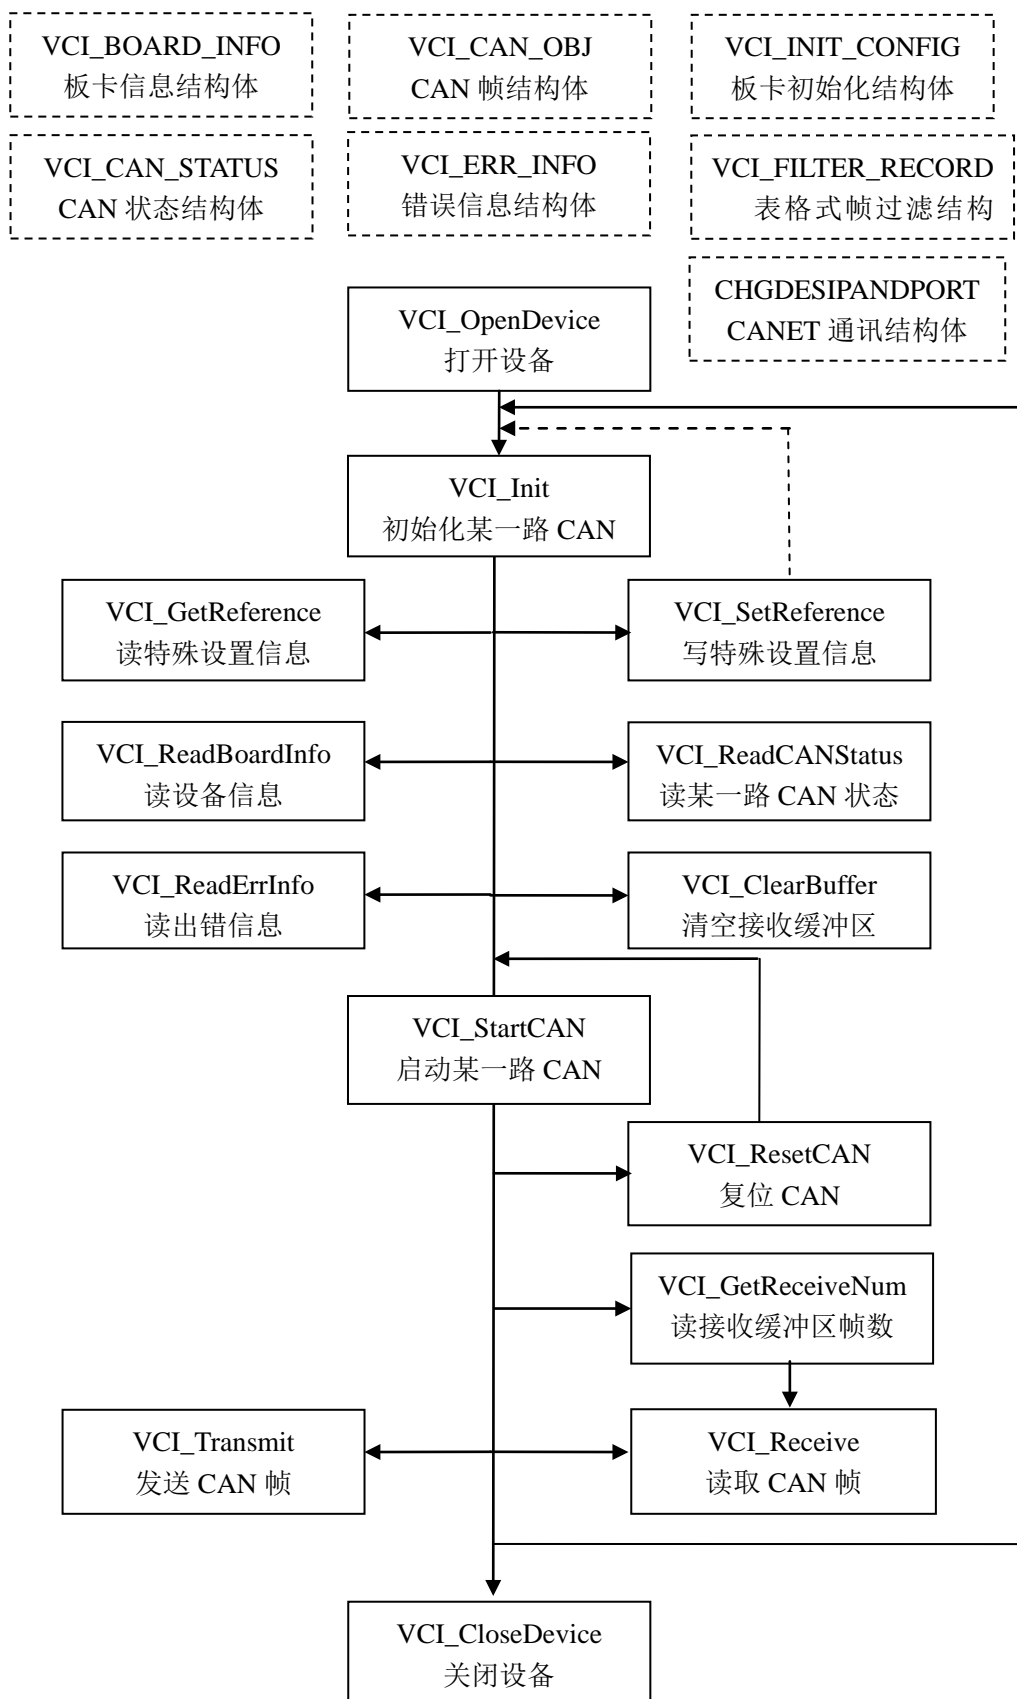 VCI_BOARD_INFO
板卡信息结构体
VCI_CAN_OBJ
CAN 帧结构体
VCI_INIT_CONFIG
板卡初始化结构体
VCI_CAN_STATUS
CAN 状态结构体
VCI_ERR_INFO
错误信息结构体
VCI_FILTER_RECORD
表格式帧过滤结构
CHGDESIPANDPORT
CANET 通讯结构体
VCI_OpenDevice
打开设备
VCI_Init
初始化某一路 CAN
VCI_GetReference
读特殊设置信息
VCI_SetReference
写特殊设置信息
VCI_ReadBoardInfo
读设备信息
VCI_ReadCANStatus
读某一路 CAN 状态
VCI_ReadErrInfo
读出错信息
VCI_ClearBuffer
清空接收缓冲区
VCI_StartCAN
启动某一路 CAN
VCI_ResetCAN
复位 CAN
VCI_GetReceiveNum
读接收缓冲区帧数
VCI_Transmit
发送 CAN 帧
VCI_Receive
读取 CAN 帧
VCI_CloseDevice
关闭设备